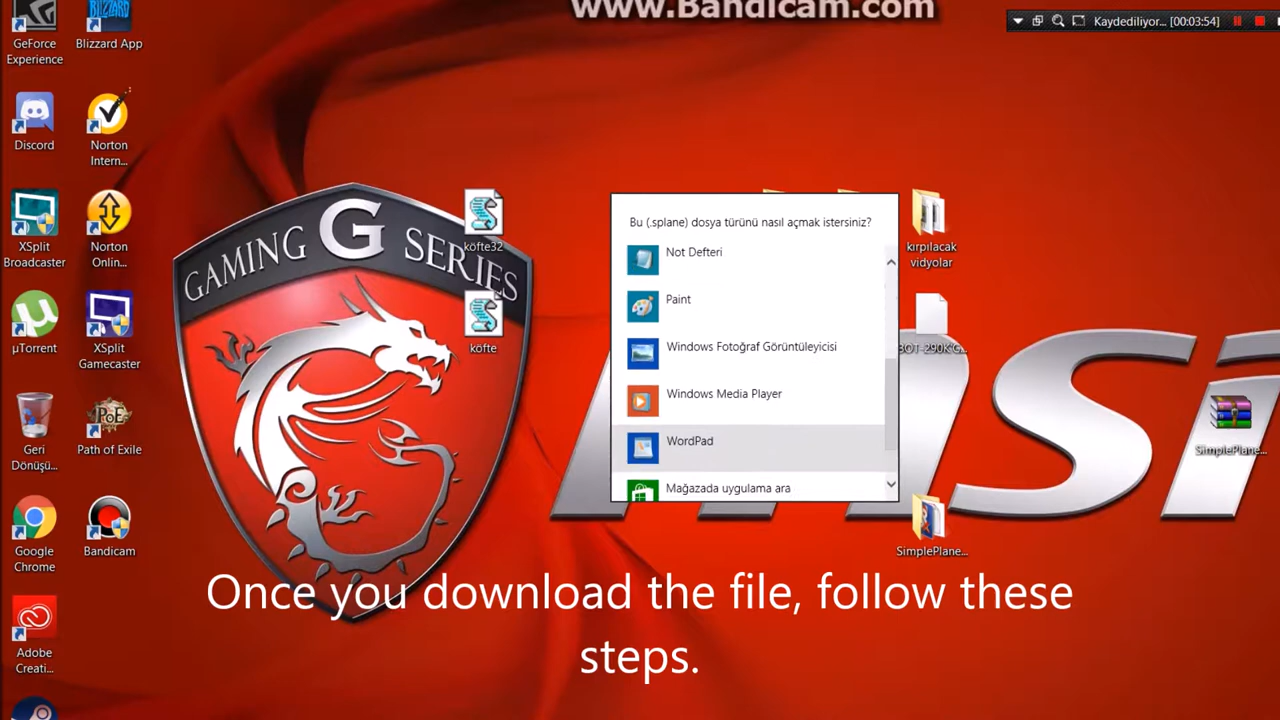 www.Bandicam.com
Kaydediliyor... [00:03:54]
GeForce
Experience
Blizzard App
Discord
Norton
Intern...
XSplit
Broadcaster
Norton
Onlin...
µTorrent
XSplit
Gamecaster
Geri
Dönüşü...
Path of Exile
Google
Chrome
Bandicam
Adobe
Creati...
GAMING G SERIES
köfte32
köfte
Bu (.splane) dosya türünü nasıl açmak istersiniz?
Not Defteri
Paint
Windows Fotoğraf Görüntüleyicisi
Windows Media Player
WordPad
Mağazada uygulama ara
kırpılacak
vidyolar
SimplePlane...
SimplePlane...
Once you download the file, follow these
steps.